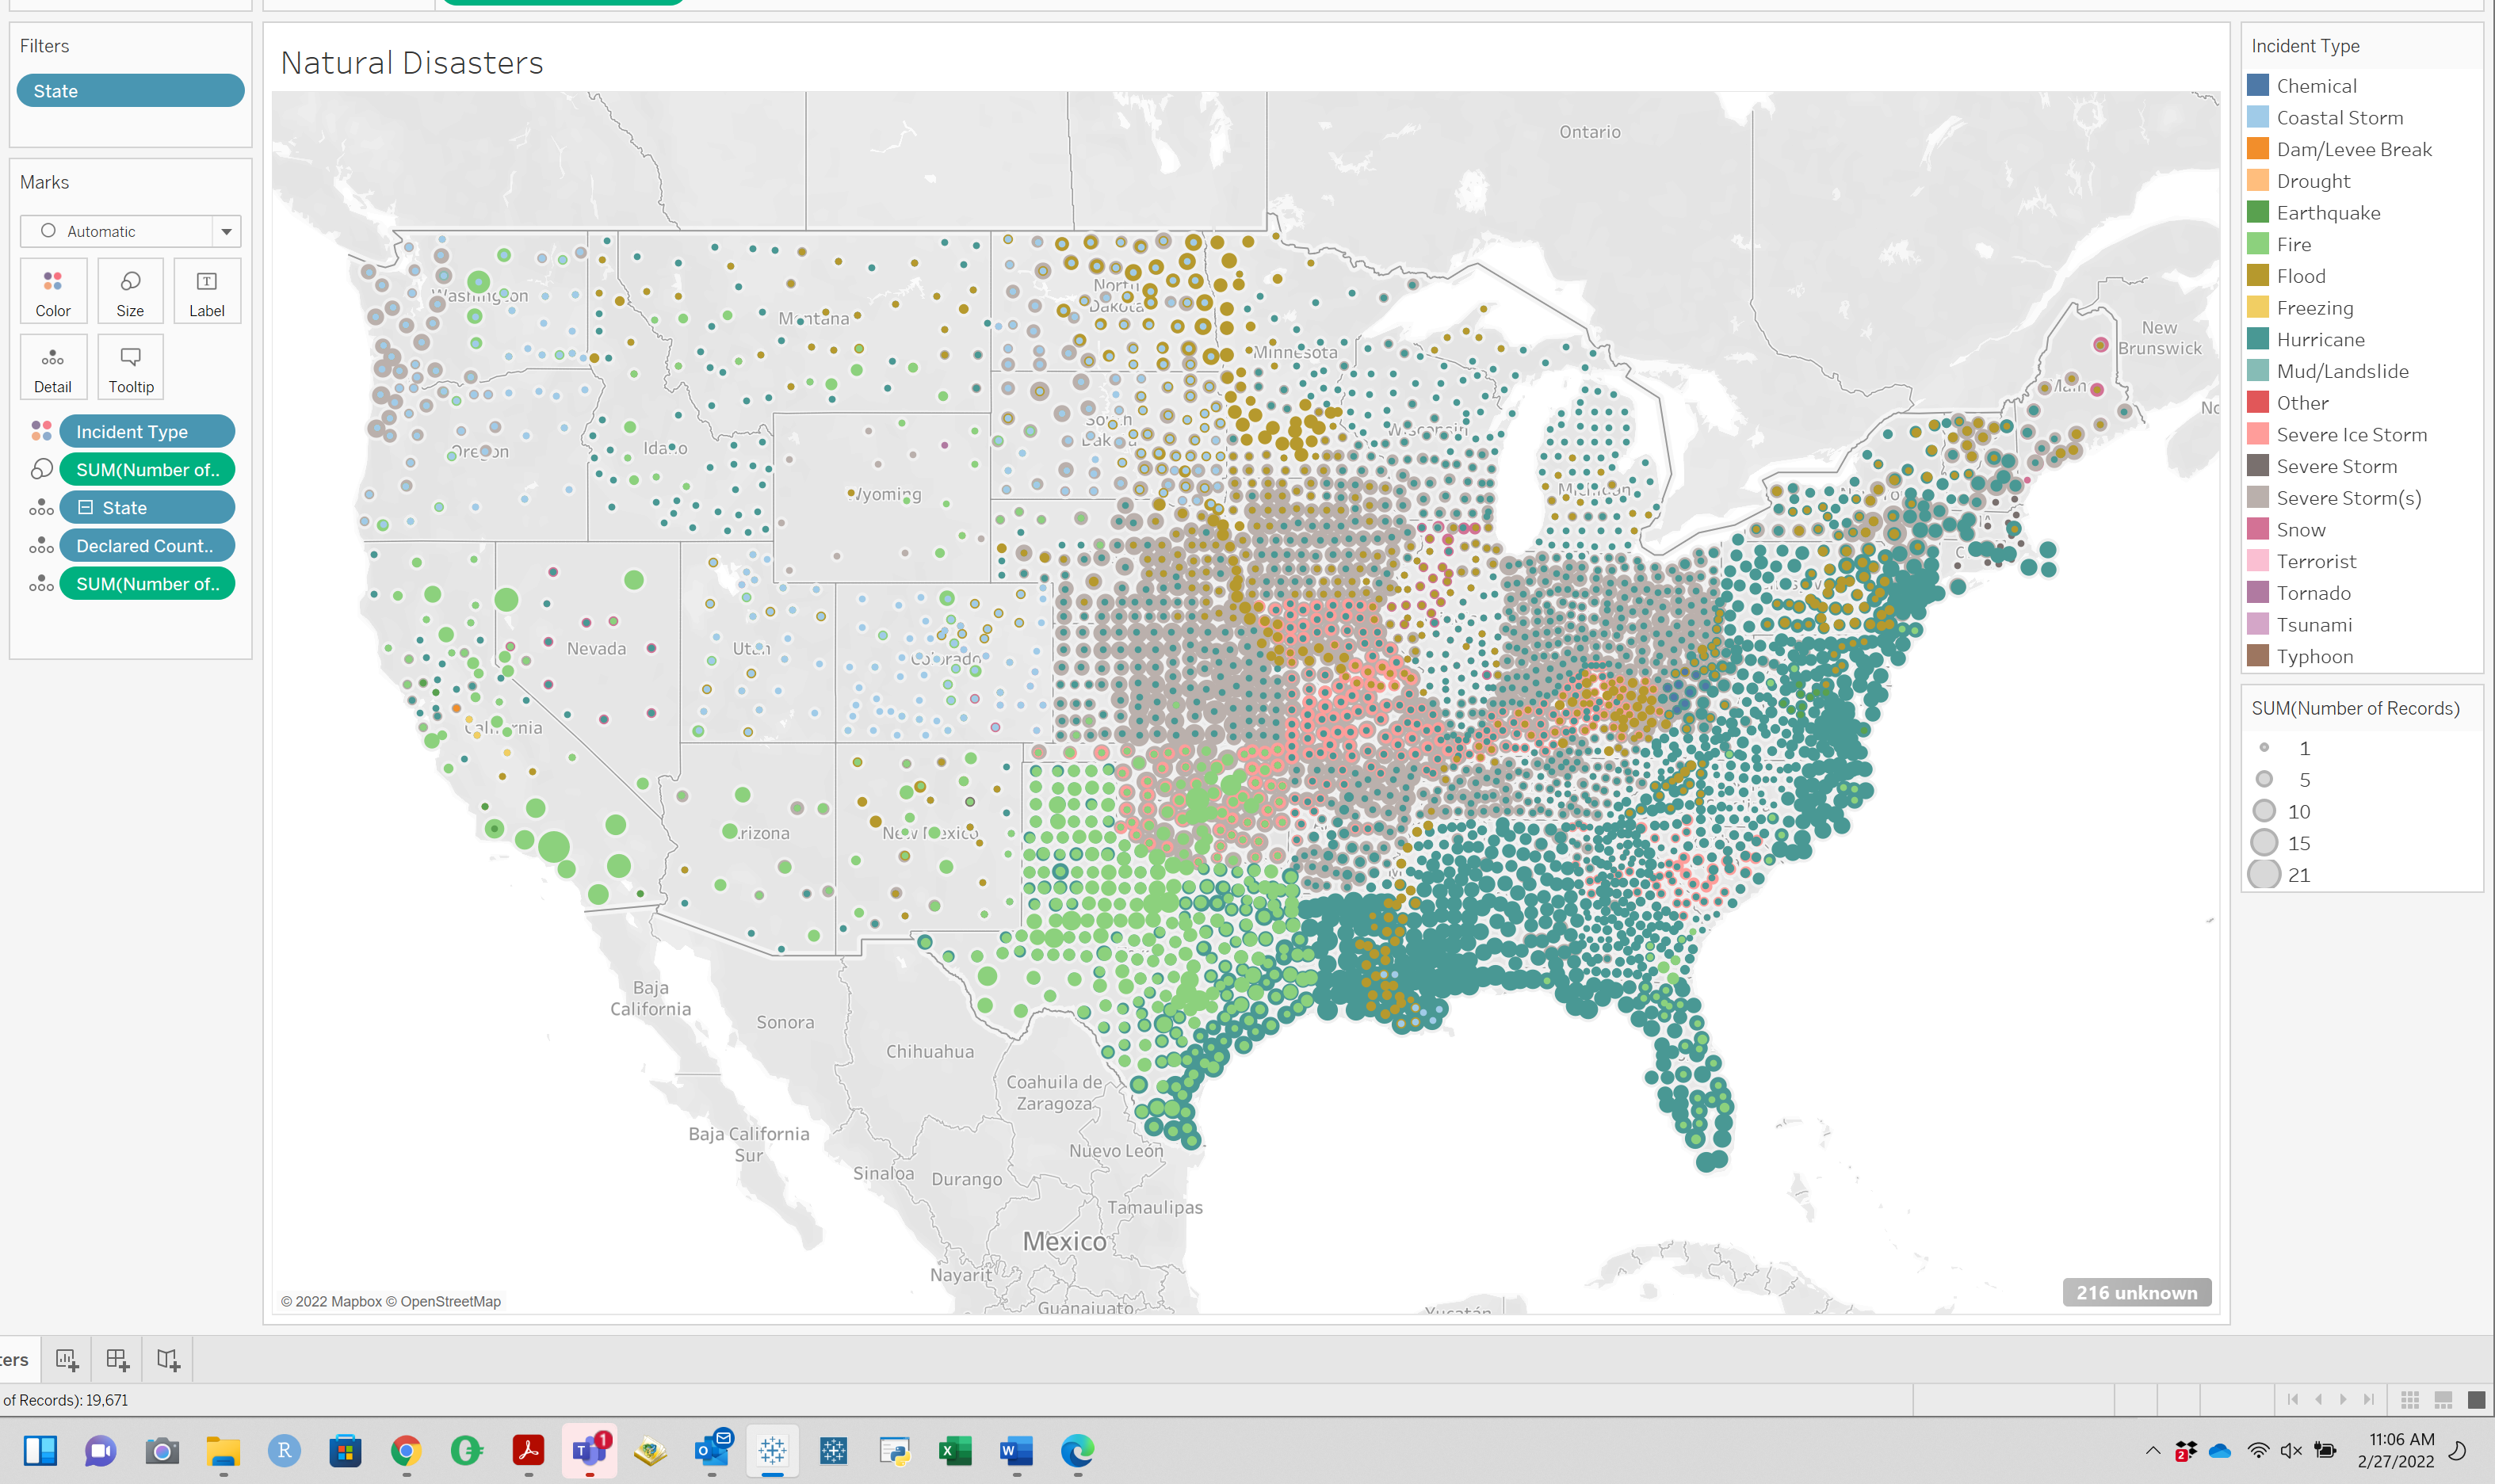 Filters
State
Marks
Automatic
Color
Size
Label
Detail
Tooltip
Incident Type
SUM(Number of..
State
Declared Count..
SUM(Number of..
Natural Disasters
Ontario
Washington
Montana
North
Dakota
Minnesota
New
Brunswick
Oregon
Idaho
Wyoming
Wisconsin
Michigan
Nevada
Utah
Colorado
California
Arizona
New Mexico
Baja
California
Sonora
Chihuahua
Coahuila de
Zaragoza
Baja California
Sur
Nuevo León
Sinaloa
Durango
Tamaulipas
Mexico
Nayarit
Guanajuato
Yucatán
© 2022 Mapbox © OpenStreetMap
216 unknown
Incident Type
Chemical
Coastal Storm
Dam/Levee Break
Drought
Earthquake
Fire
Flood
Freezing
Hurricane
Mud/Landslide
Other
Severe Ice Storm
Severe Storm
Severe Storm(s)
Snow
Terrorist
Tornado
Tsunami
Typhoon
SUM(Number of Records)
1
5
10
15
21
ters
of Records): 19,671
11:06 AM
2/27/2022